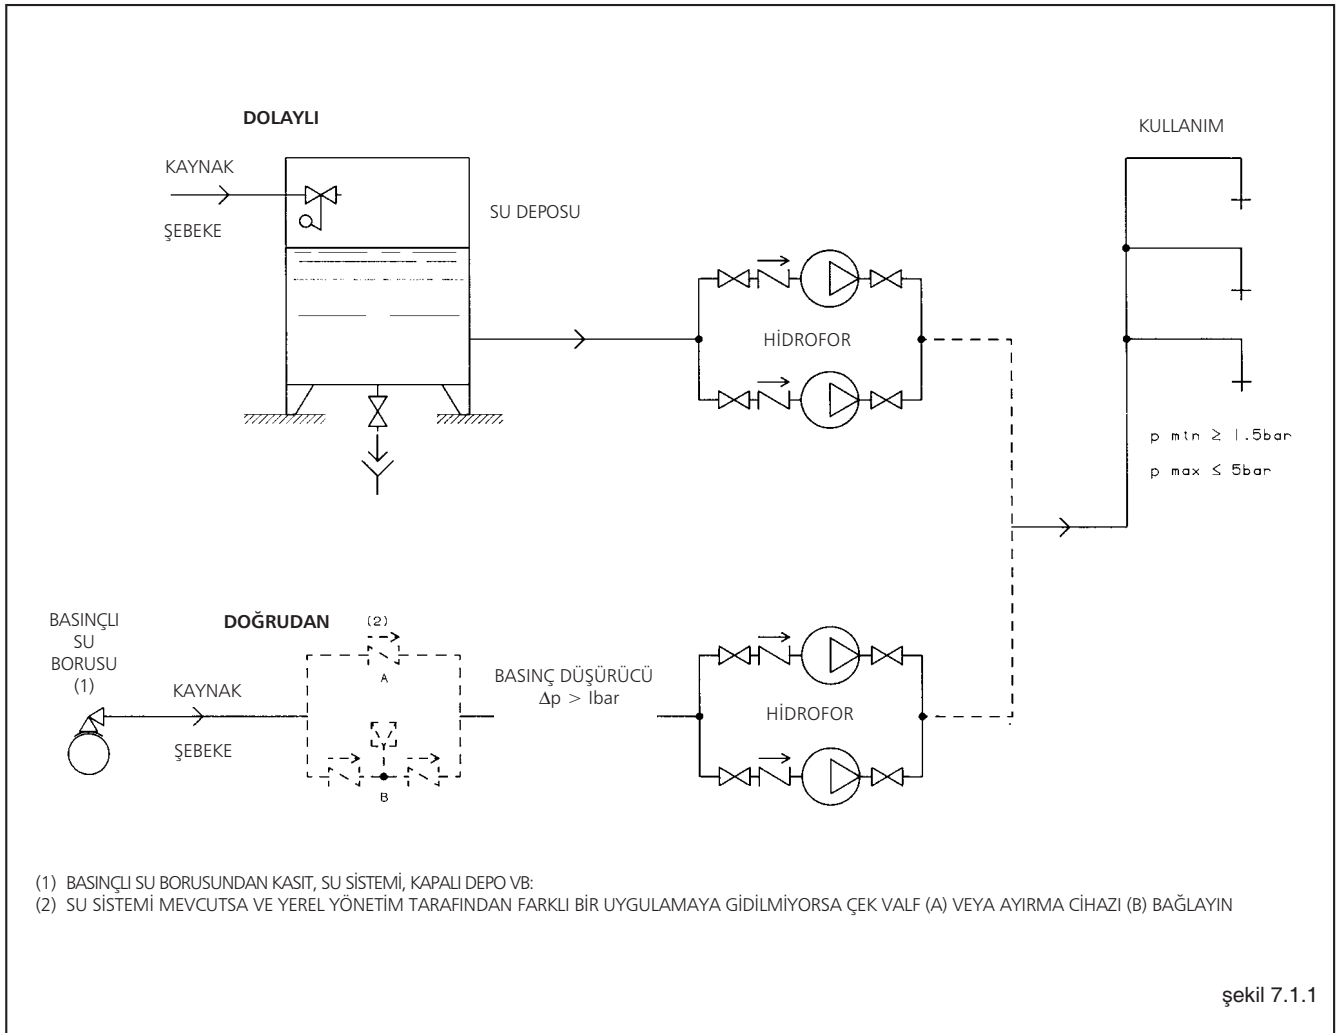 DOLAYLI
KAYNAK
ŞEBEKE
SU DEPOSU
HİDROFOR
KULLANIM
p min ≥ 1.5bar
p max ≤ 5bar
BASINÇLI
SU
BORUSU
(1)
DOĞRUDAN
(2)
KAYNAK
ŞEBEKE
A
B
BASINÇ DÜŞÜRÜCÜ
Δp > lbar
HİDROFOR
(1) BASINÇLI SU BORUSUNDAN KASIT, SU SİSTEMİ, KAPALI DEPO VB:
(2) SU SİSTEMİ MEVCUTSA VE YEREL YÖNETİM TARAFINDAN FARKLI BİR UYGULAMAYA GİDİLMİYORSA ÇEK VALF (A) VEYA AYIRMA CİHAZI (B) BAĞLAYIN
şekil 7.1.1